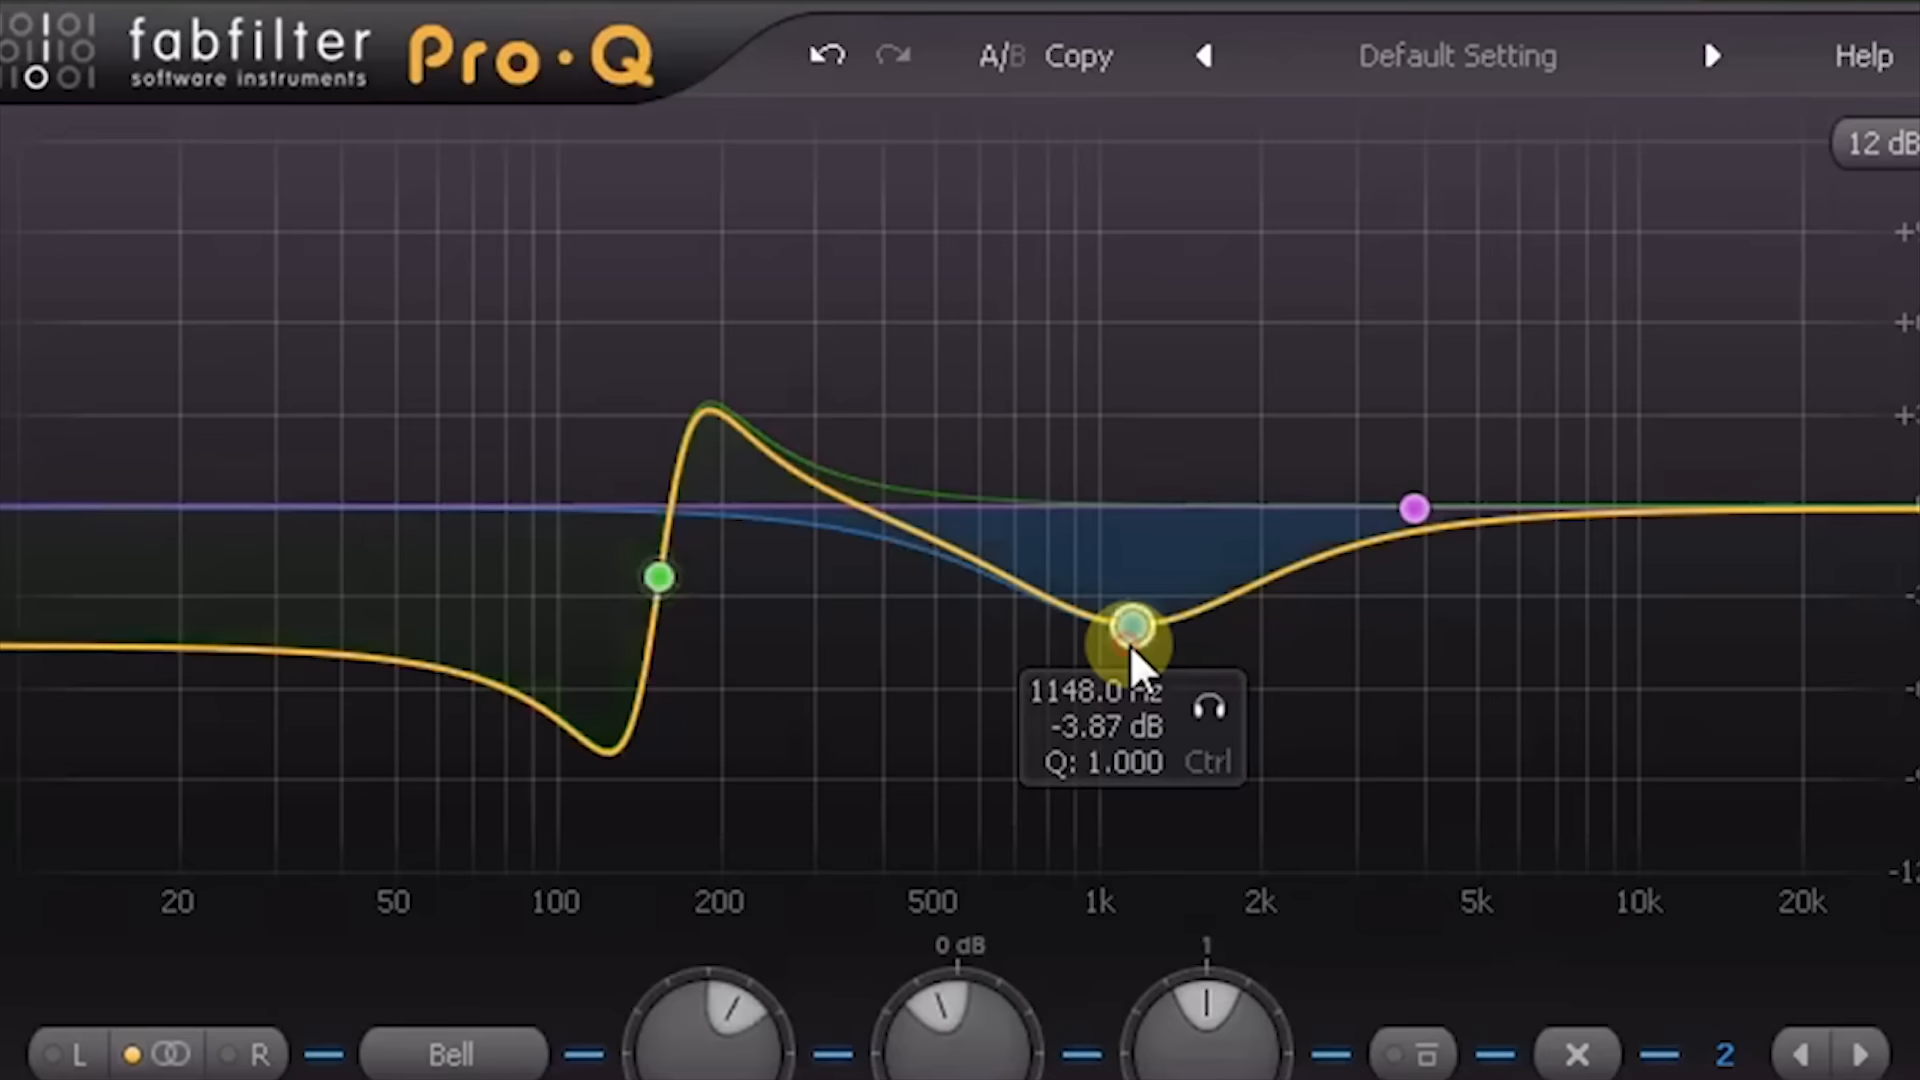 fabfilter
software instruments
Pro·Q
A/B Copy
Default Setting
Help
12 dB
1148.0 Hz
-3.87 dB
Q: 1.000 Ctrl
20 50 100 200 500 1k 2k 5k 10k 20k
0 dB 1
L R Bell 2